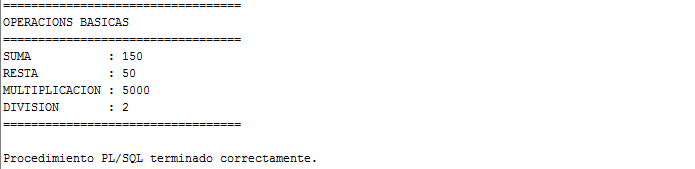 ==================================
OPERACIONS BASICAS
==================================
SUMA           : 150
RESTA          : 50
MULTIPLICACION : 5000
DIVISION       : 2
==================================

Procedimiento PL/SQL terminado correctamente.